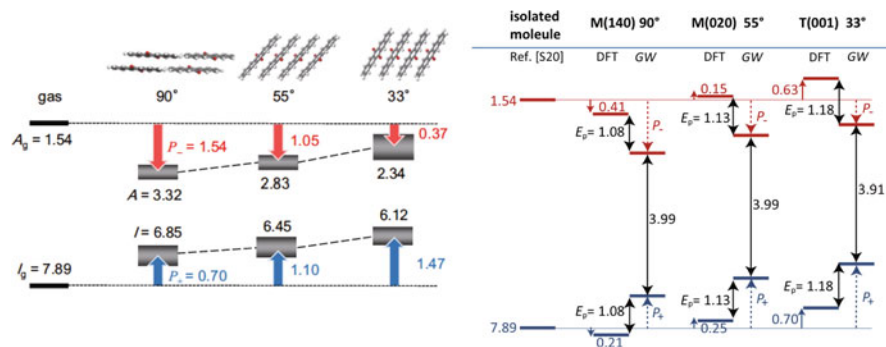 gas 90° 55° 33°
A_g = 1.54
P_- = 1.54
1.05
0.37
A = 3.32
2.83
2.34
I = 6.85
6.45
6.12
I_g = 7.89
P_+ = 0.70
1.10
1.47
isolated
moleule
M(140) 90° M(020) 55° T(001) 33°
Ref. [S20] DFT GW DFT GW DFT GW
1.54
0.41
0.15
0.63
E_p= 1.08
P_-
E_p= 1.13
P_-
E_p= 1.18
P_-
3.99
3.99
3.91
E_p= 1.08
P_+
E_p= 1.13
P_+
E_p= 1.18
P_+
7.89
0.21
0.25
0.70